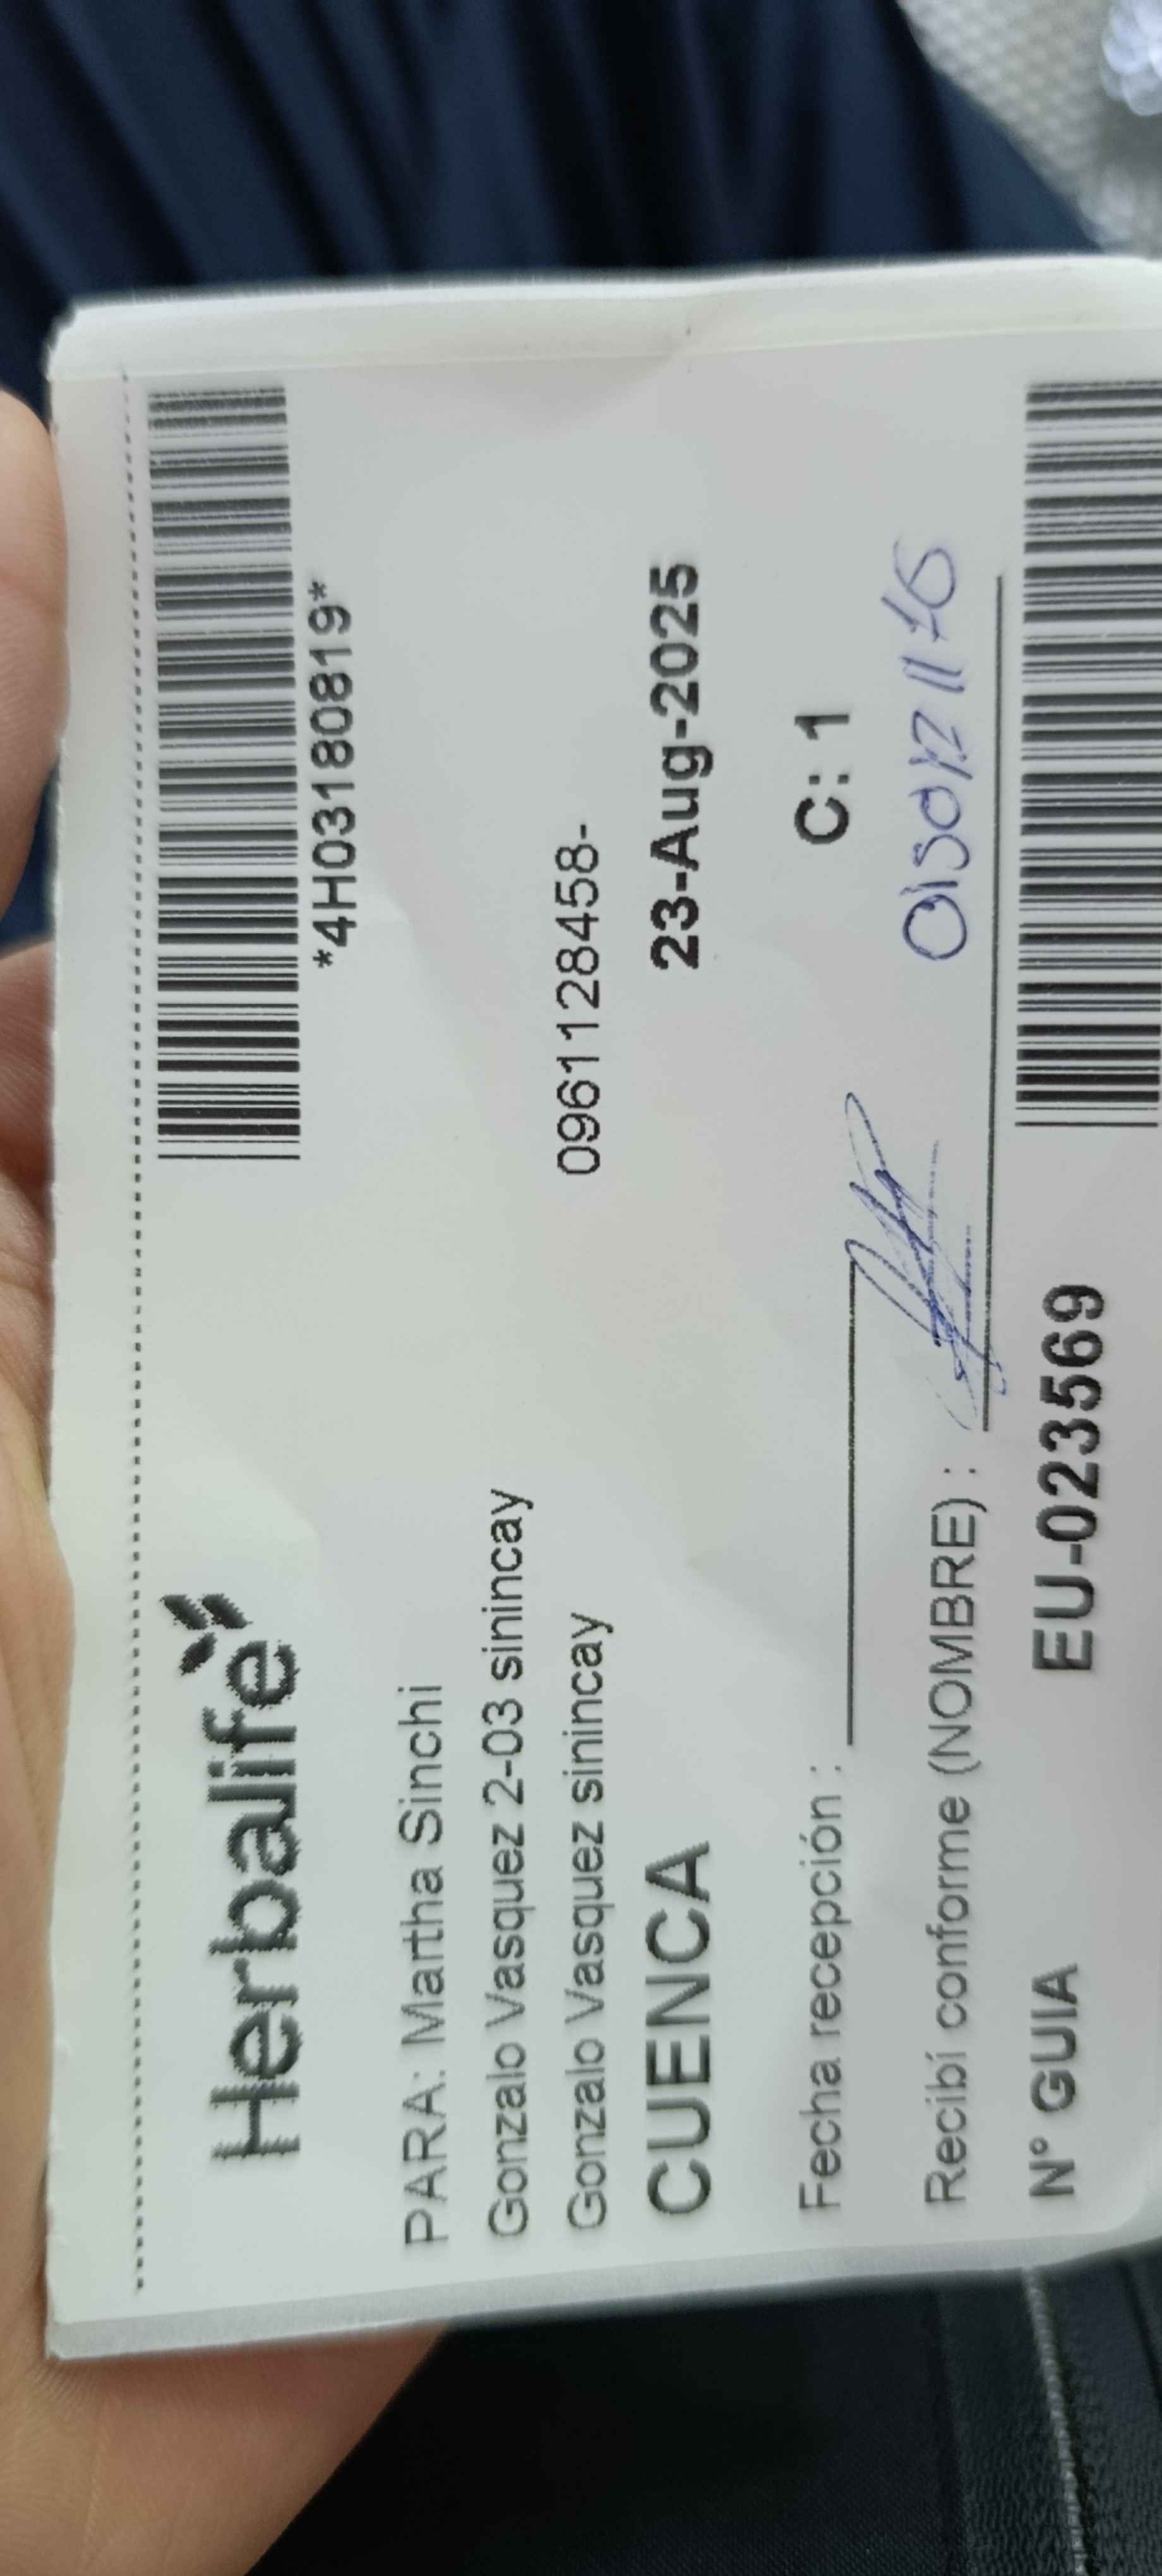 Herbalife
*4H03180819*
PARA: Martha Sinchi
Gonzalo Vasquez 2-03 sinincay
Gonzalo Vasquez sinincay 0961128458-
CUENCA 23-Aug-2025
Fecha recepción : C: 1
Recibí conforme (NOMBRE) :
N° GUIA EU-023569